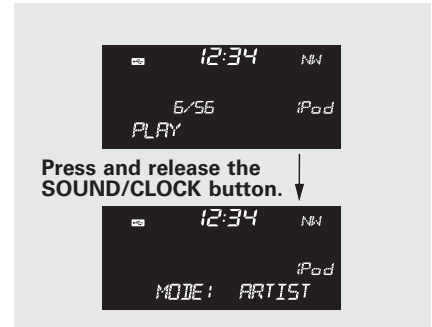 12:34 NW
6/56 iPod
PLAY
Press and release the
SOUND/CLOCK button.
12:34 NW
iPod
MODE: ARTIST